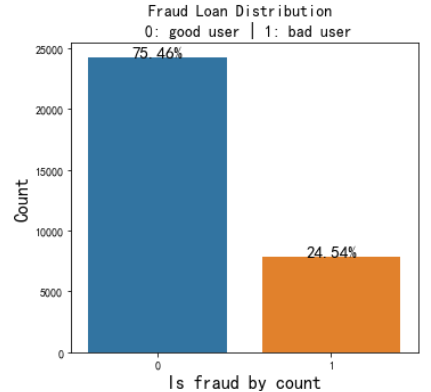 Fraud Loan Distribution
0: good user | 1: bad user
25000
75.46%
20000
15000
Count
10000
24.54%
5000
0
0
1
Is fraud by count